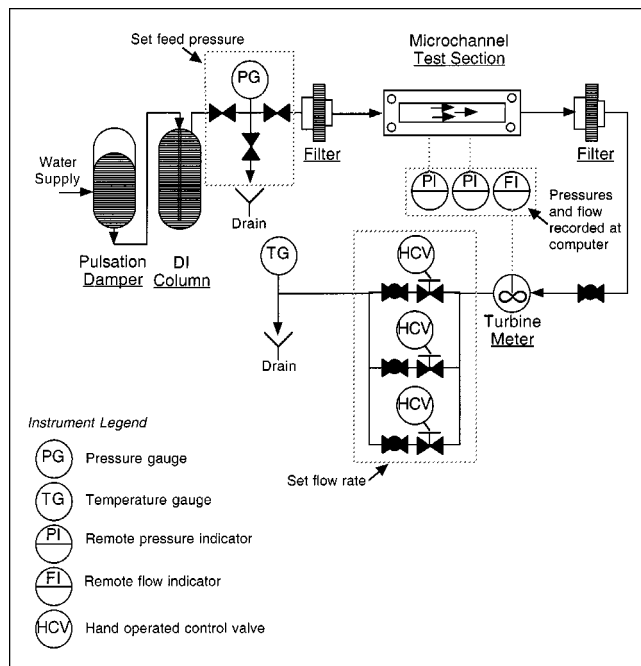 Set feed pressure
PG
Microchannel
Test Section
Water
Supply
Filter
Filter
Drain
PI
PI
FI
Pressures
and flow
recorded at
computer
Pulsation
Damper
DI
Column
TG
HCV
Turbine
Meter
Drain
HCV
HCV
Set flow rate
Instrument Legend
PG Pressure gauge
TG Temperature gauge
PI Remote pressure indicator
FI Remote flow indicator
HCV Hand operated control valve